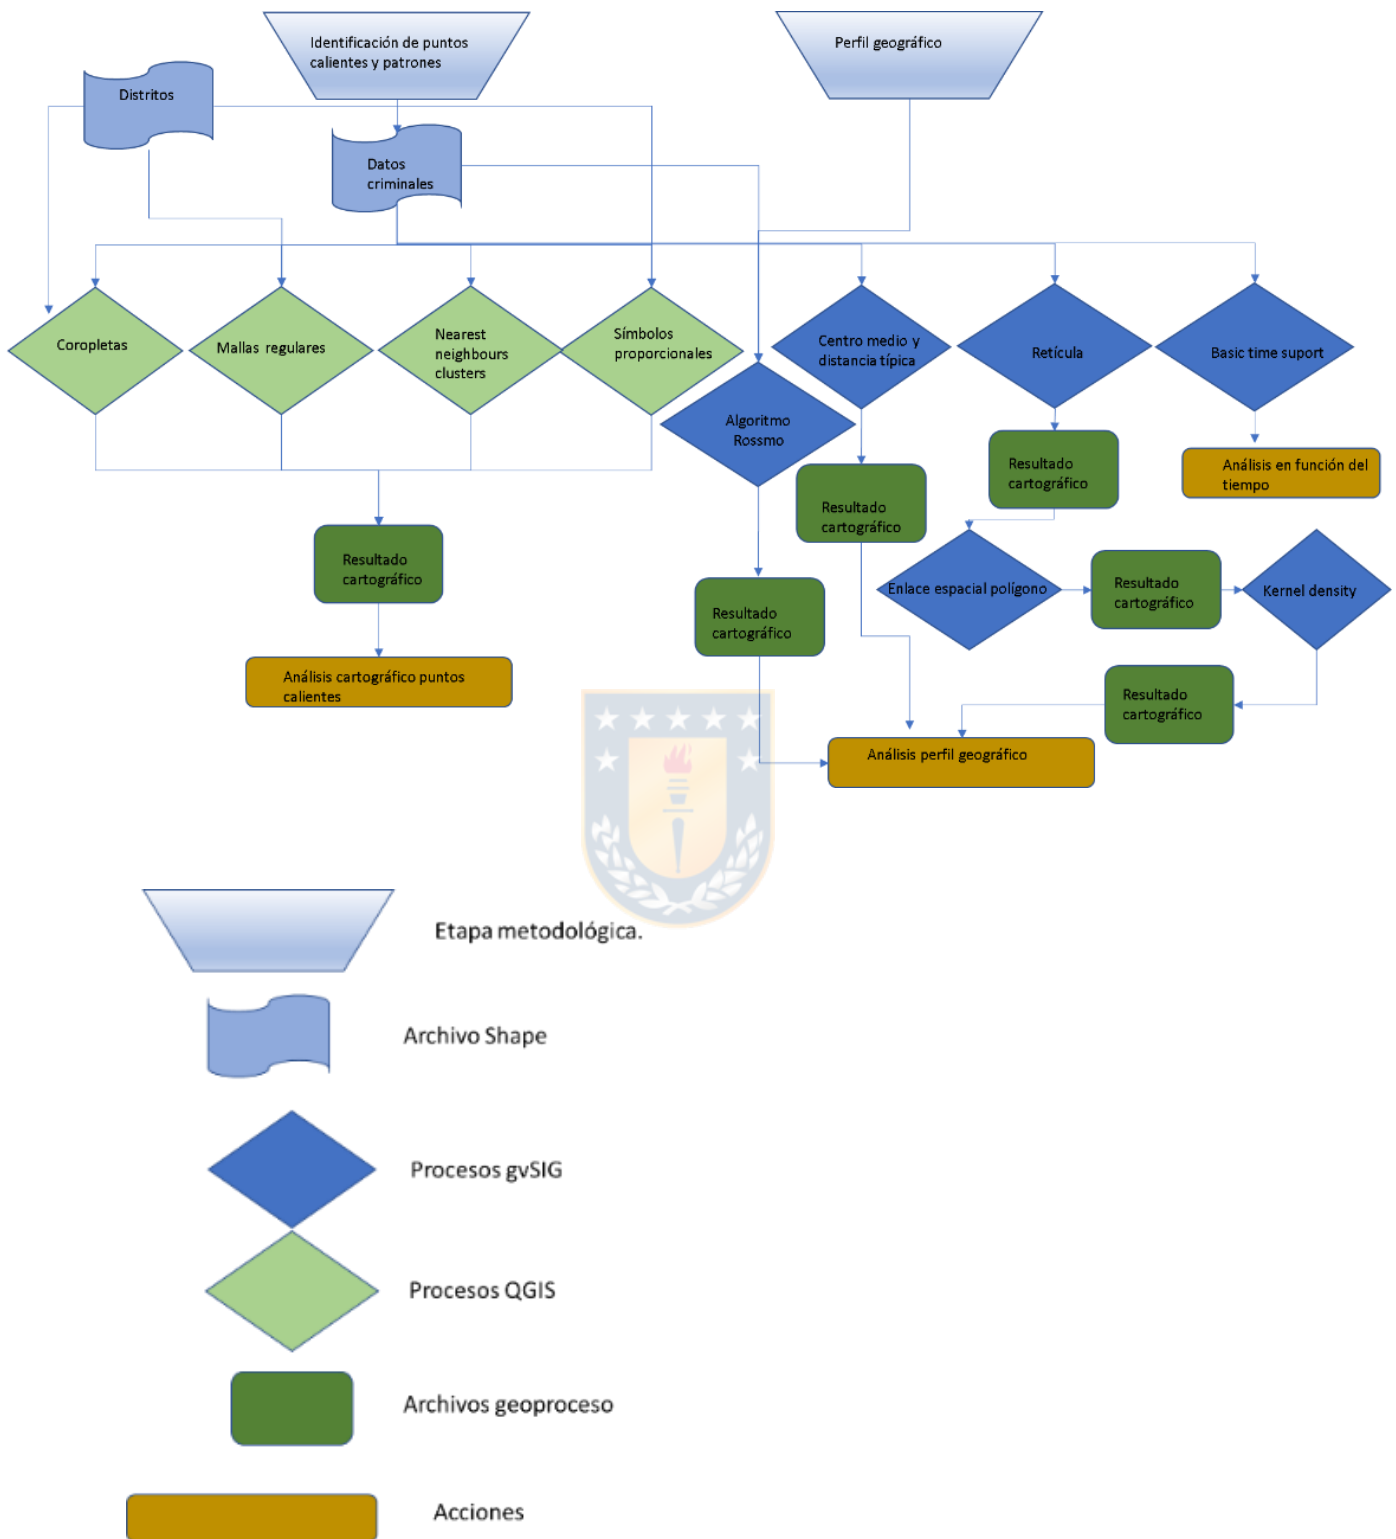 Identificación de puntos
calientes y patrones
Perfil geográfico
Distritos
Datos
criminales
Coropletas
Mallas regulares
Nearest
neighbours
clusters
Símbolos
proporcionales
Centro medio y
distancia típica
Retícula
Basic time suport
Algoritmo
Rossmo
Resultado
cartográfico
Resultado
cartográfico
Análisis en función del
tiempo
Resultado
cartográfico
Resultado
cartográfico
Enlace espacial polígono
Resultado
cartográfico
Kernel density
Análisis cartográfico puntos
calientes
Resultado
cartográfico
Análisis perfil geográfico
Etapa metodológica.
Archivo Shape
Procesos gvSIG
Procesos QGIS
Archivos geoproceso
Acciones